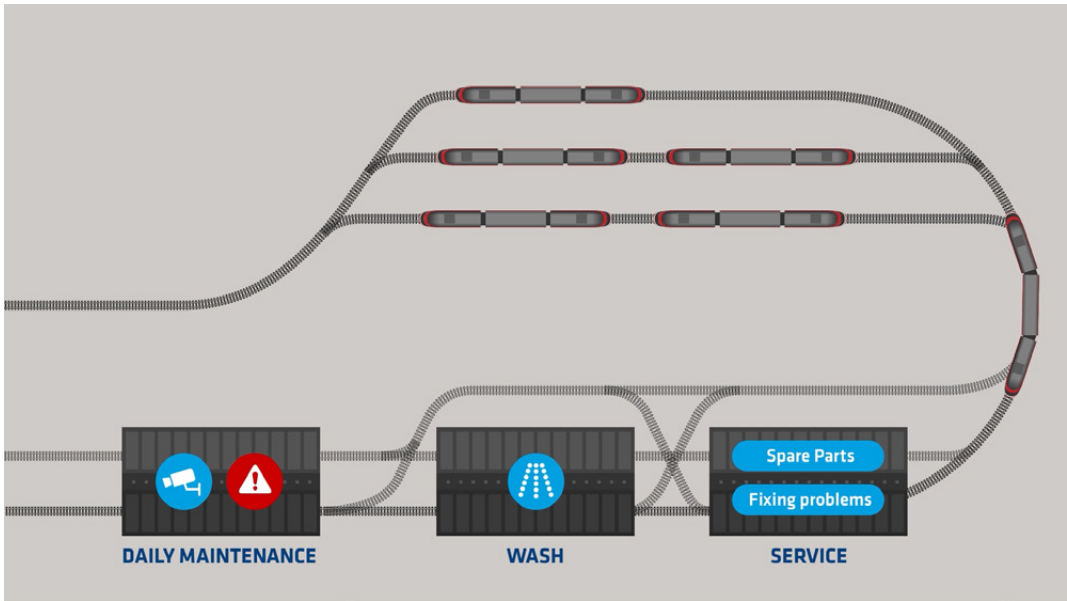 Spare Parts
Fixing problems
DAILY MAINTENANCE
WASH
SERVICE